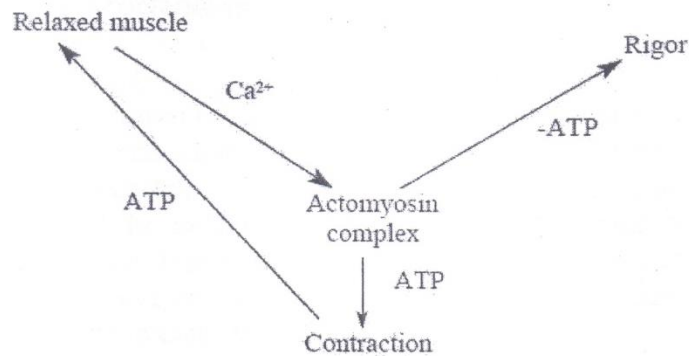 Relaxed muscle
Rigor
Ca²⁺
-ATP
ATP
Actomyosin
complex
ATP
Contraction